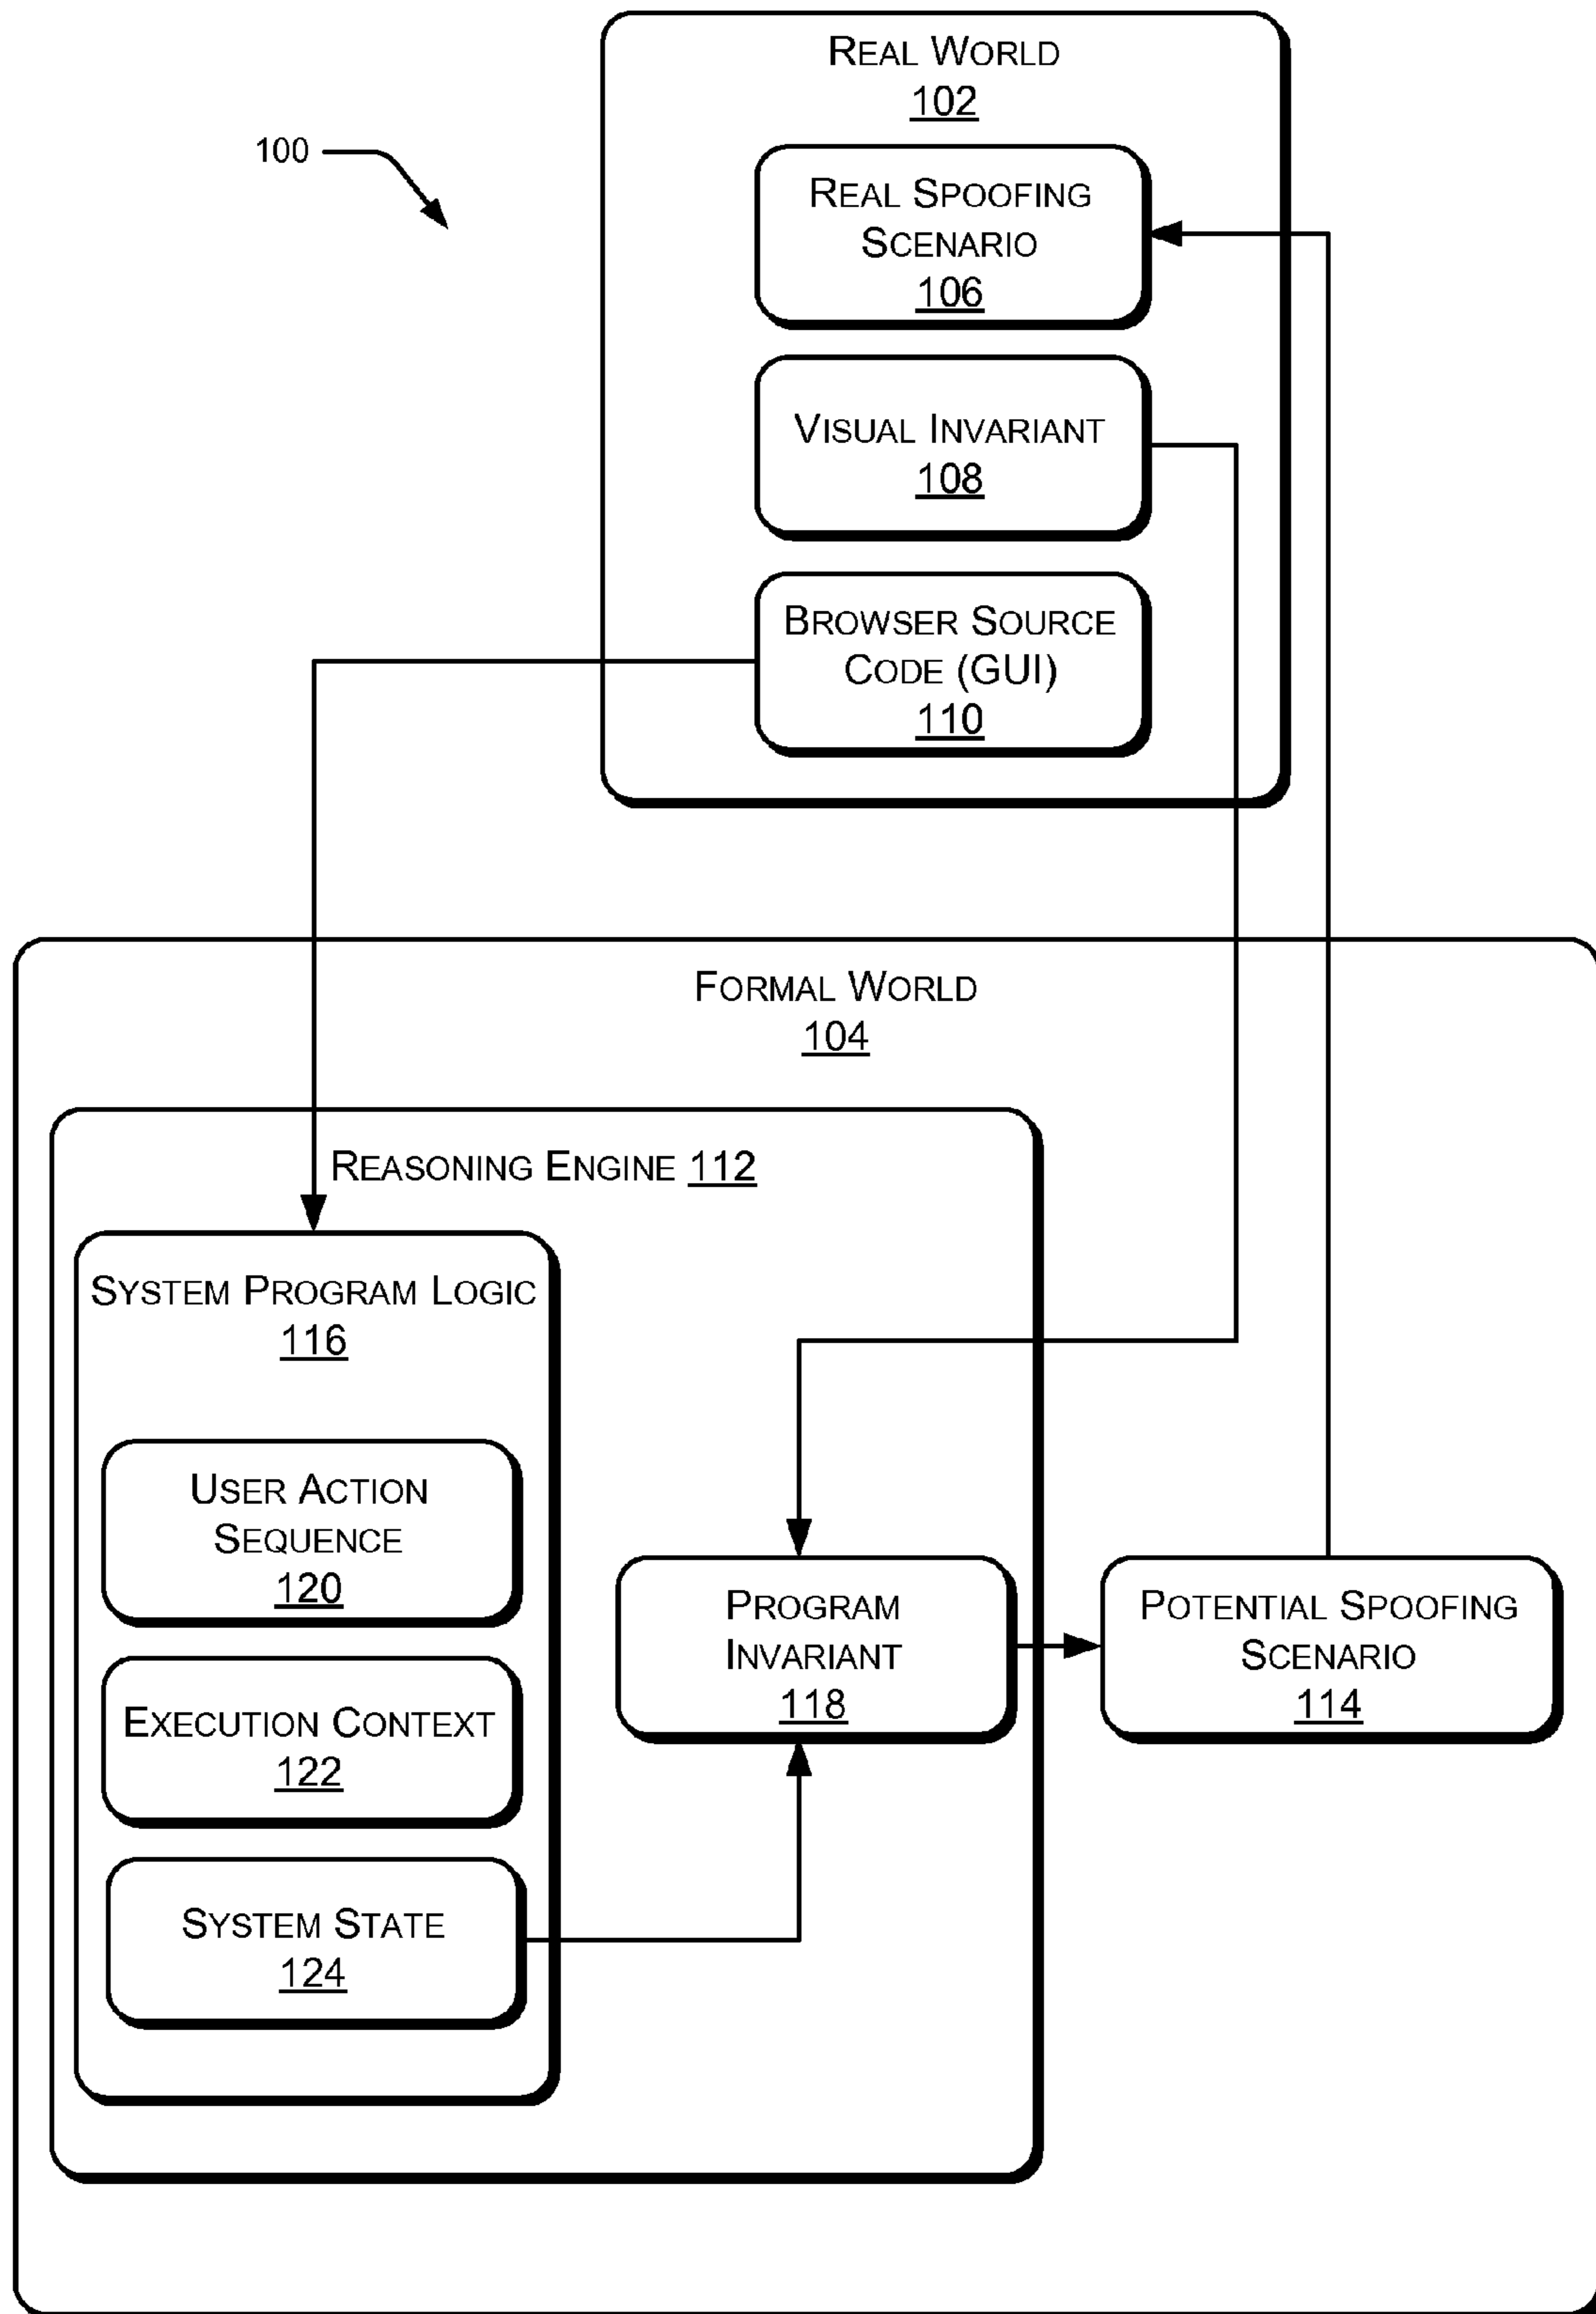 REAL WORLD
102
100
REAL SPOOFING
SCENARIO
106
VISUAL INVARIANT
108
BROWSER SOURCE
CODE (GUI)
110
FORMAL WORLD
104
REASONING ENGINE 112
SYSTEM PROGRAM LOGIC
116
USER ACTION
SEQUENCE
120
EXECUTION CONTEXT
122
SYSTEM STATE
124
PROGRAM
INVARIANT
118
POTENTIAL SPOOFING
SCENARIO
114